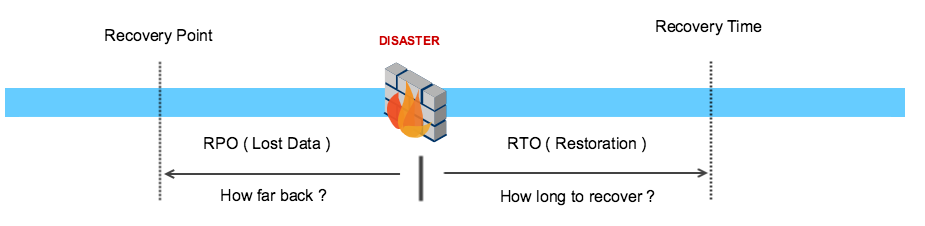 Recovery Point
DISASTER
Recovery Time
RPO ( Lost Data )
RTO ( Restoration )
How far back ?
How long to recover ?